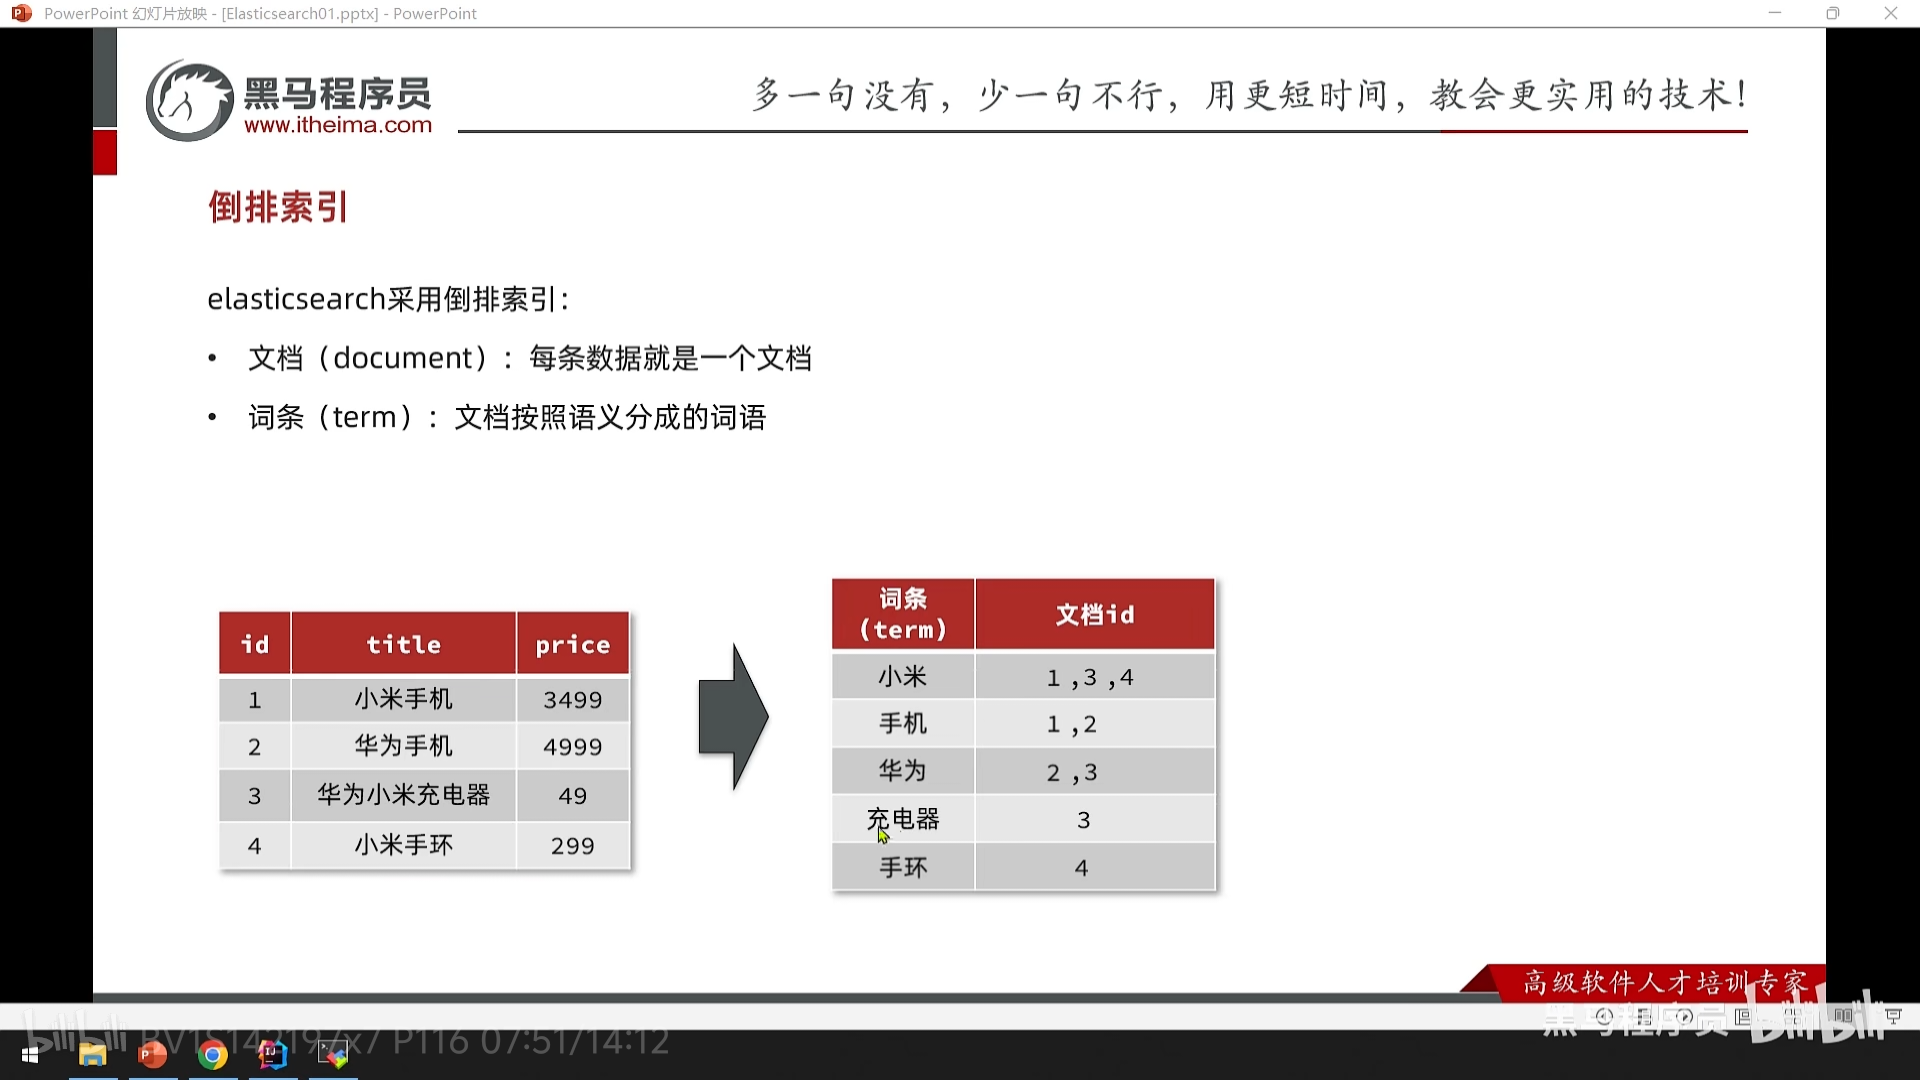 PowerPoint 幻灯片放映 - [Elasticsearch01.pptx] - PowerPoint
黑马程序员
www.itheima.com
多一句没有，少一句不行，用更短时间，教会更实用的技术！
倒排索引
elasticsearch采用倒排索引：
• 文档（document）：每条数据就是一个文档
• 词条（term）：文档按照语义分成的词语
id title price
1 小米手机 3499
2 华为手机 4999
3 华为小米充电器 49
4 小米手环 299
词条
(term) 文档id
小米 1 ,3 ,4
手机 1 ,2
华为 2 ,3
充电器 3
手环 4
高级软件人才培训专家
黑马程序员 bilibili
bilibili P116 07:51/14:12